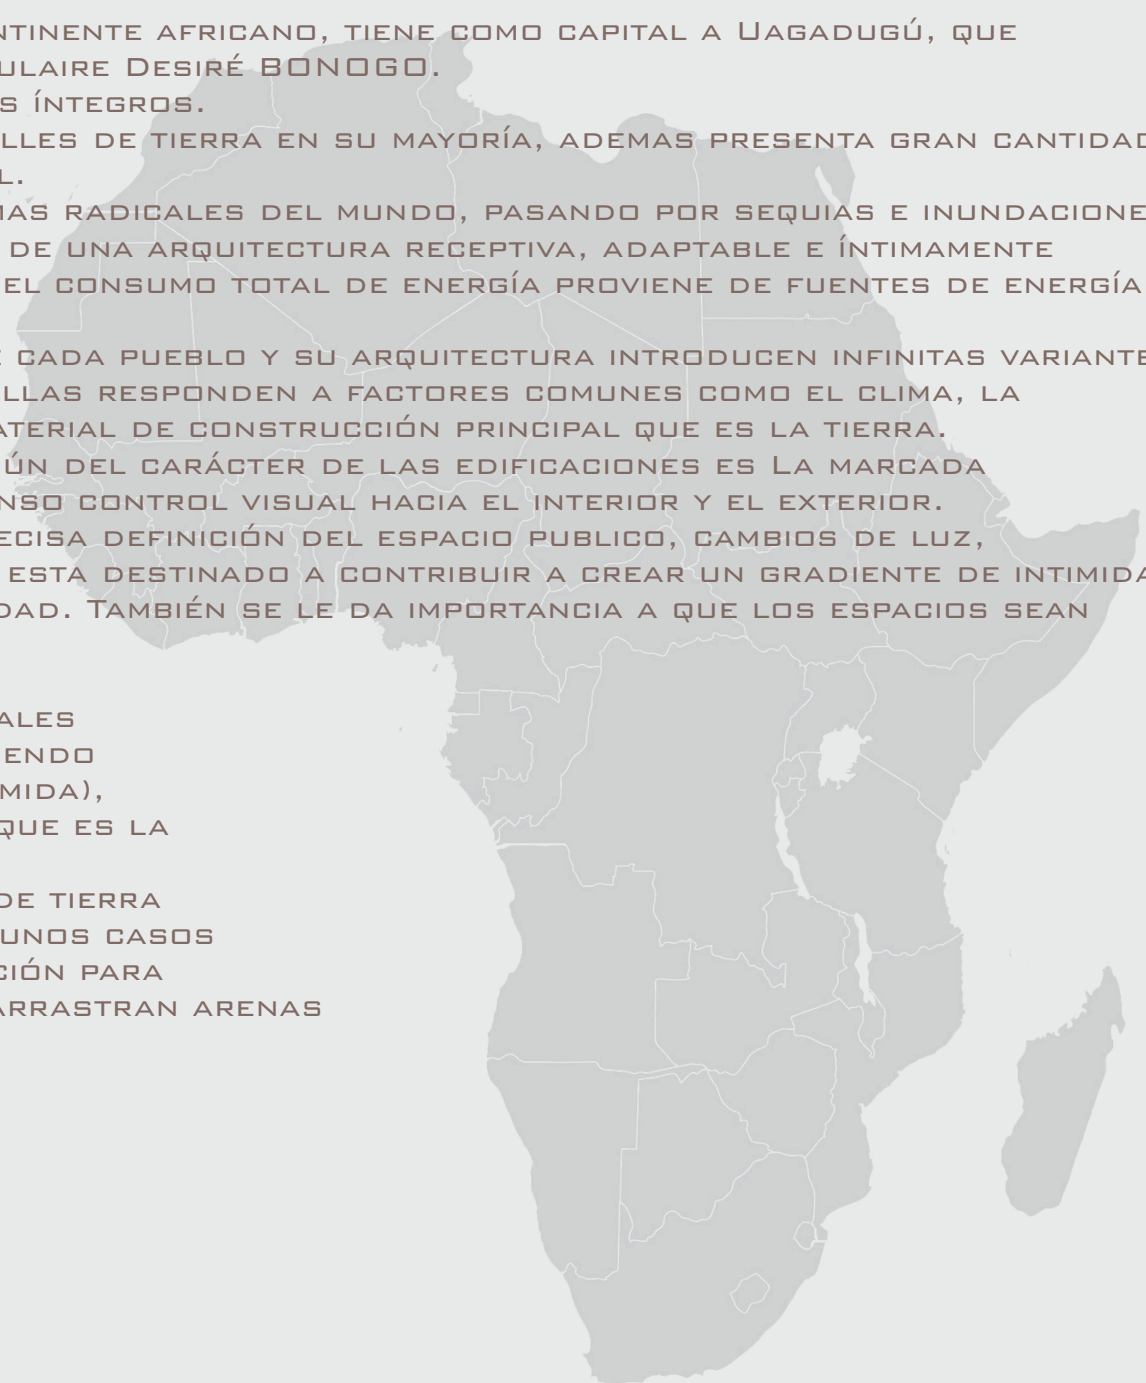 NTINENTE AFRICANO, TIENE COMO CAPITAL A UAGADUGÚ, QUE
ULAIRE DESIRÉ BONOGO.
S ÍNTEGROS.
LLES DE TIERRA EN SU MAYORÍA, ADEMAS PRESENTA GRAN CANTIDAD
L.
MAS RADICALES DEL MUNDO, PASANDO POR SEQUIAS E INUNDACIONE
DE UNA ARQUITECTURA RECEPTIVA, ADAPTABLE E ÍNTIMAMENTE
EL CONSUMO TOTAL DE ENERGÍA PROVIENE DE FUENTES DE ENERGÍA
E CADA PUEBLO Y SU ARQUITECTURA INTRODUCEN INFINITAS VARIANTE
LLAS RESPONDEN A FACTORES COMUNES COMO EL CLIMA, LA
ATERIAL DE CONSTRUCCIÓN PRINCIPAL QUE ES LA TIERRA.
ÚN DEL CARÁCTER DE LAS EDIFICACIONES ES LA MARCADA
NSO CONTROL VISUAL HACIA EL INTERIOR Y EL EXTERIOR.
ECISA DEFINICIÓN DEL ESPACIO PUBLICO, CAMBIOS DE LUZ,
ESTA DESTINADO A CONTRIBUIR A CREAR UN GRADIENTE DE INTIMIDA
DAD. TAMBIÉN SE LE DA IMPORTANCIA A QUE LOS ESPACIOS SEAN
ALES
ENDO
MIDA),
QUE ES LA
DE TIERRA
UNOS CASOS
CIÓN PARA
ARRASTRAN ARENAS